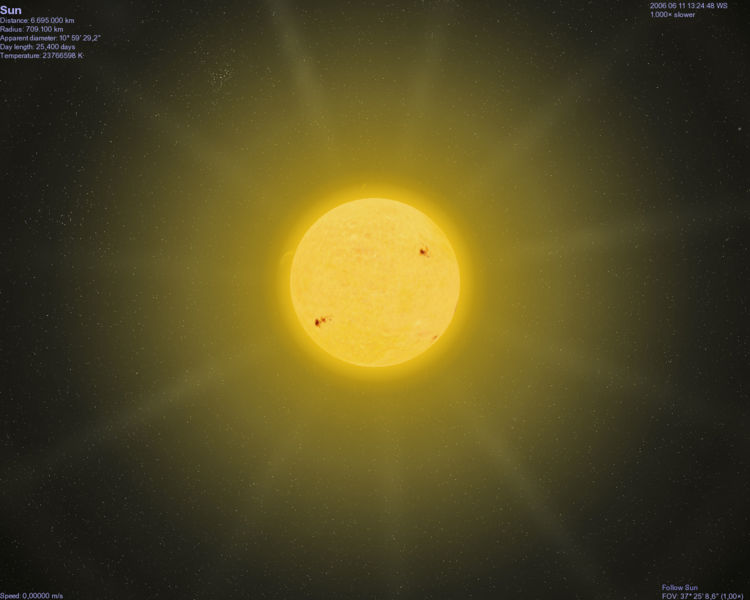 Sun
Distance: 6.695.000 km
Radius: 709.100 km
Apparent diameter: 10° 59' 29,2"
Day length: 25,400 days
Temperature: 23766598 K
2006 06 11 13:24:48 WS
1.000× slower
Speed: 0,00000 m/s
Follow Sun
FOV: 37° 25' 8,6" (1,00×)